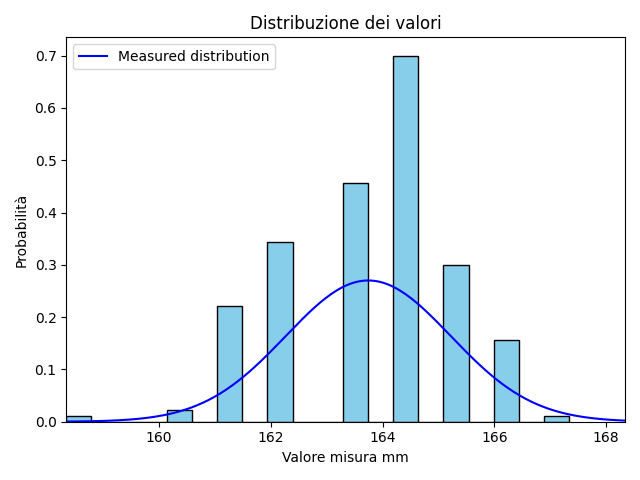 Distribuzione dei valori
Measured distribution
Probabilità
0.7
0.6
0.5
0.4
0.3
0.2
0.1
0.0
160 162 164 166 168
Valore misura mm